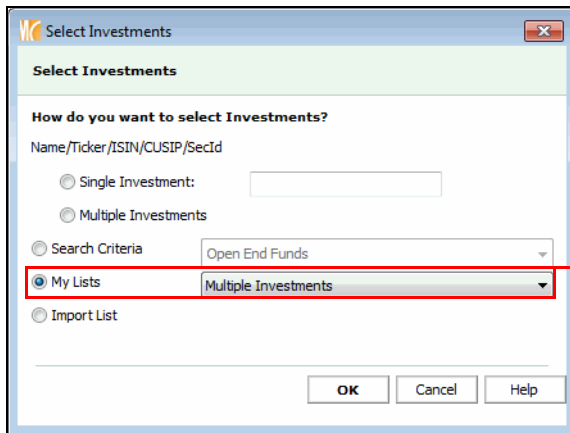 Select Investments
Select Investments
How do you want to select Investments?
Name/Ticker/ISIN/CUSIP/SecId
Single Investment:
Multiple Investments
Search Criteria Open End Funds
My Lists Multiple Investments
Import List
OK Cancel Help